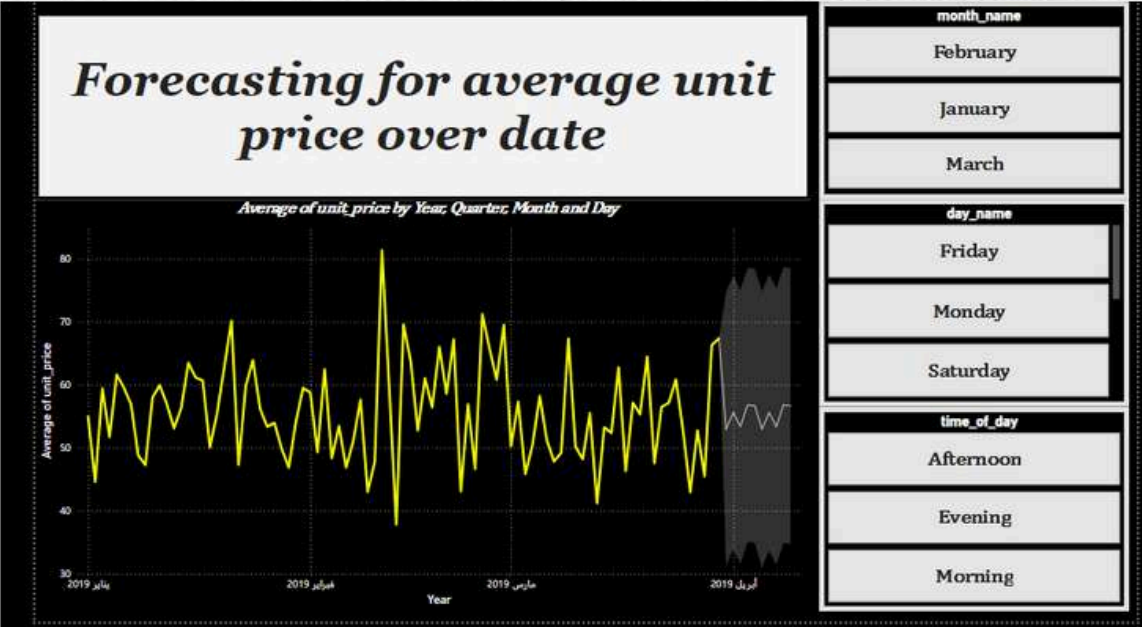 Forecasting for average unit
price over date
Average of unit_price by Year, Quarter, Month and Day
Average of unit_price
80
70
60
50
40
30
يناير 2019
فبراير 2019
مارس 2019
أبريل 2019
Year
month_name
February
January
March
day_name
Friday
Monday
Saturday
time_of_day
Afternoon
Evening
Morning